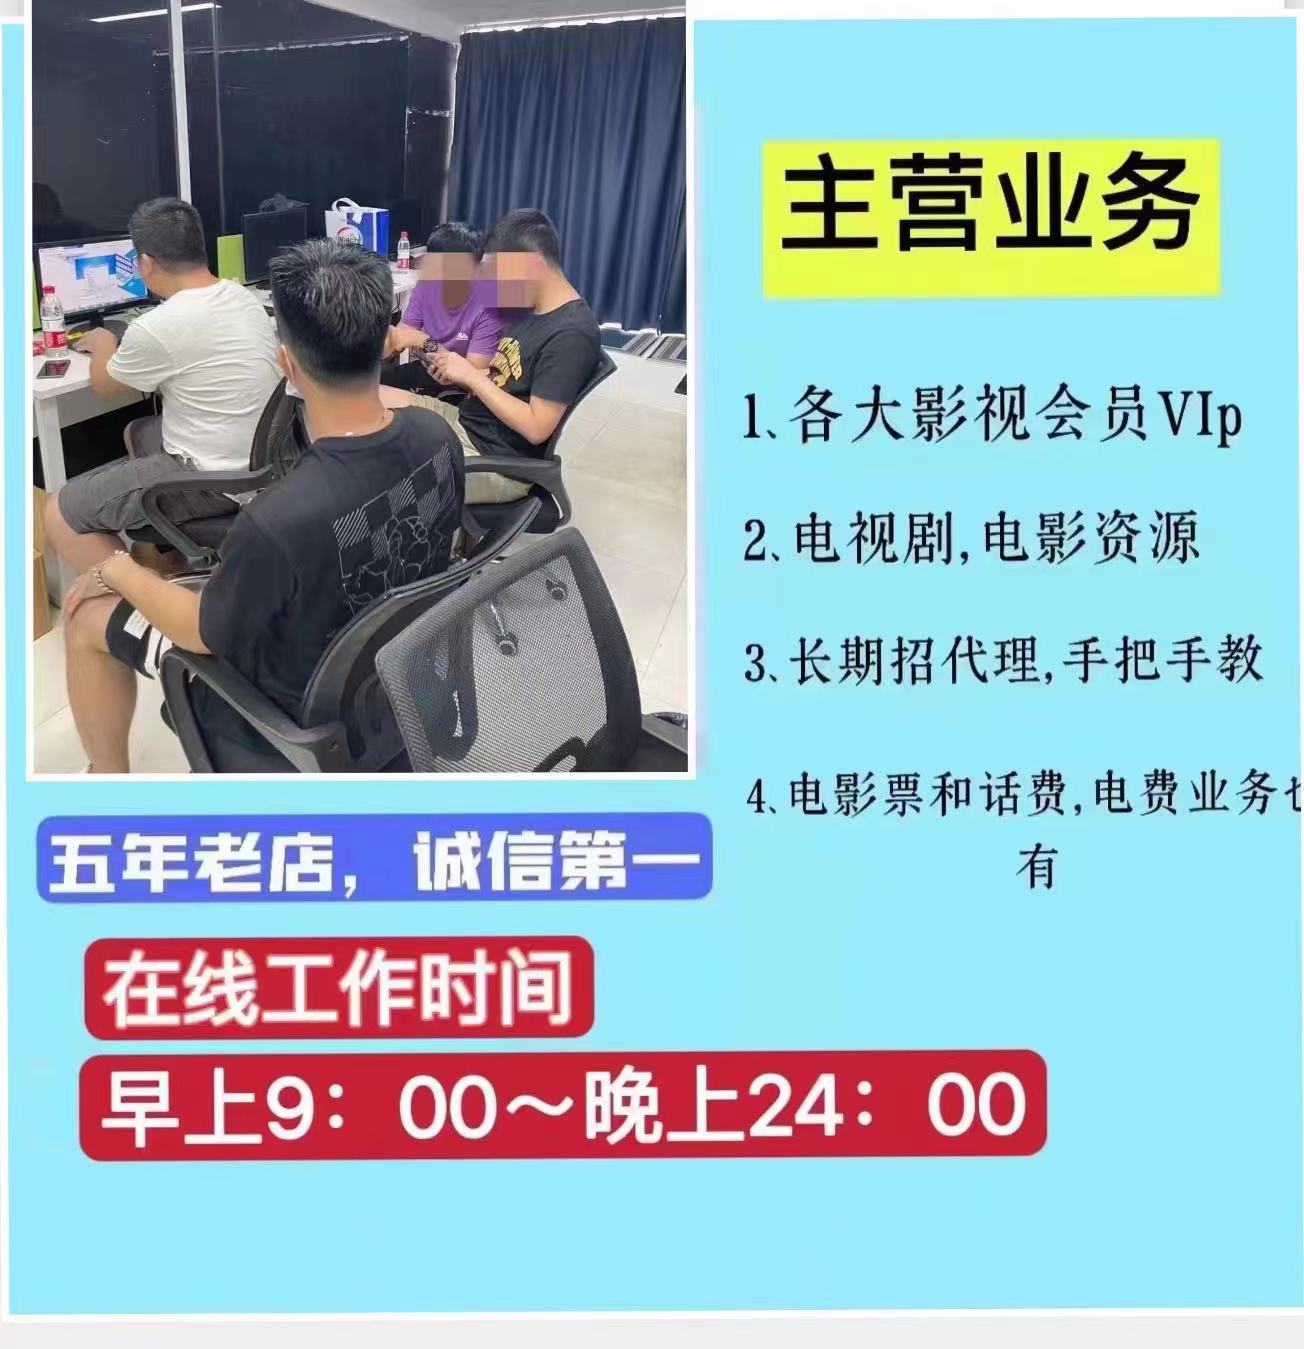 主营业务
1、各大影视会员VIp
2、电视剧,电影资源
3、长期招代理,手把手教
4、电影票和话费,电费业务也
有
五年老店，诚信第一
在线工作时间
早上9：00～晚上24：00